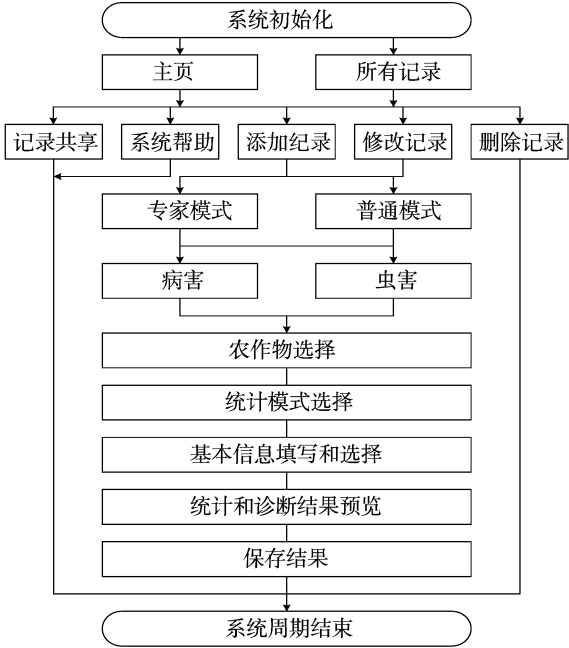 系统初始化
主页
所有记录
记录共享
系统帮助
添加纪录
修改记录
删除记录
专家模式
普通模式
病害
虫害
农作物选择
统计模式选择
基本信息填写和选择
统计和诊断结果预览
保存结果
系统周期结束